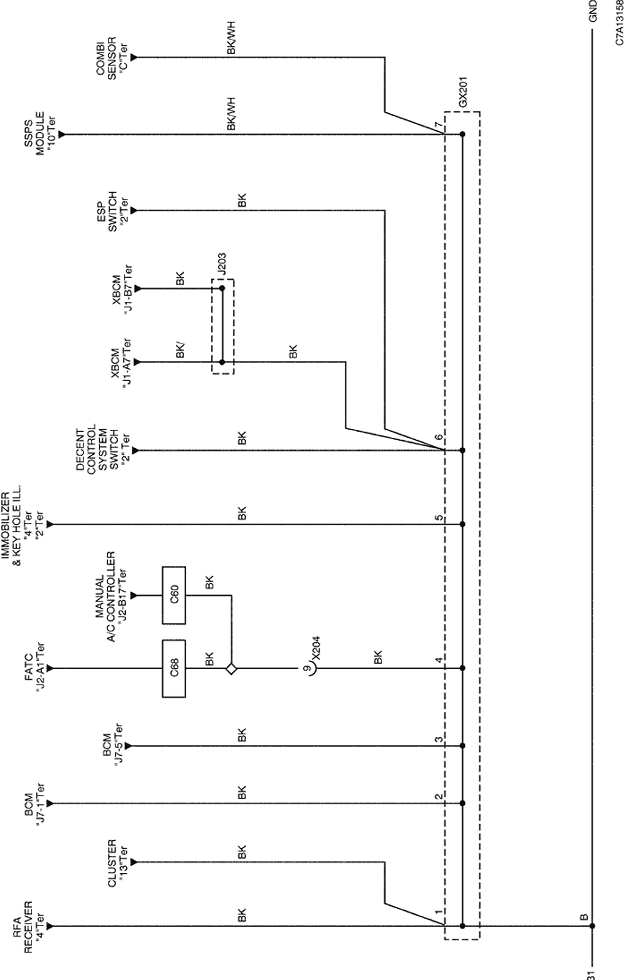 COMBI
SENSOR
"C"Ter
BK/WH
SSPS
MODULE
"10"Ter
BK/WH
GX201
7
ESP
SWITCH
"2"Ter
BK
XBCM
"J1-B7"Ter
BK
J203
XBCM
"J1-A7"Ter
BK/
BK
DECENT
CONTROL
SYSTEM
SWITCH
"2" Ter
BK
6
IMMOBILIZER
& KEY HOLE ILL.
"4"Ter
"2"Ter
BK
5
MANUAL
A/C CONTROLLER
"J2-B17"Ter
C60
BK
FATC
"J2-A1"Ter
C68
BK
9
X204
BK
4
BCM
"J7-5"Ter
BK
3
BCM
"J7-1"Ter
BK
2
CLUSTER
"13"Ter
BK
RFA
RECEIVER
"4"Ter
BK
1
B
31
GND
C7A13158